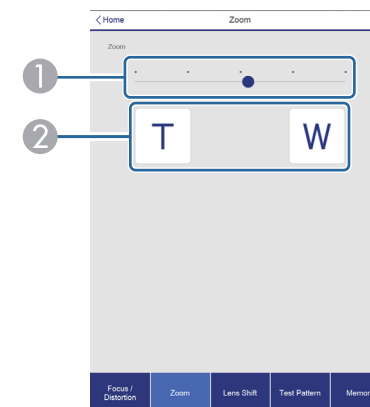 < Home
Zoom
Zoom
1
2
T
W
Focus /
Distortion
Zoom
Lens Shift
Test Pattern
Memor